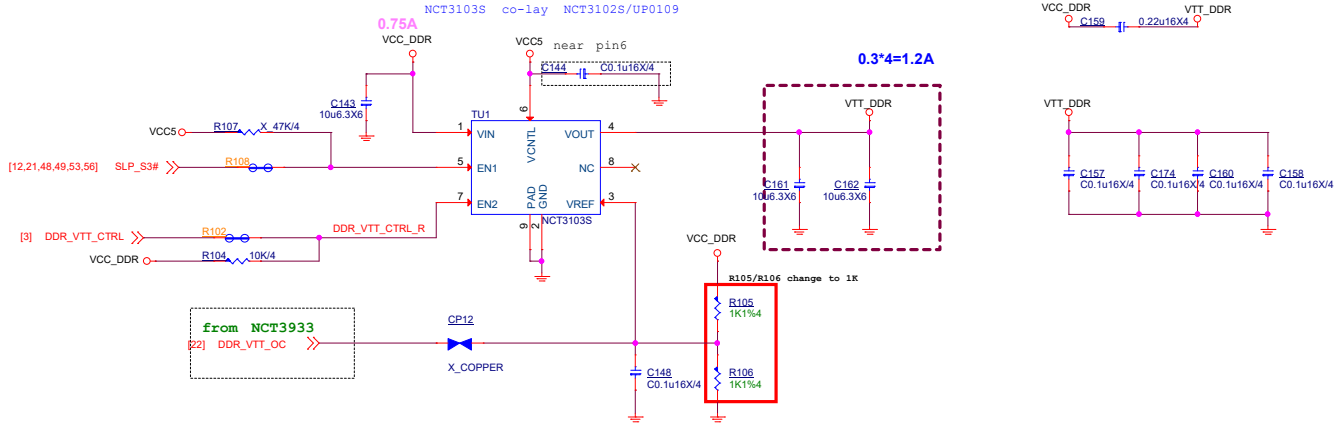 NCT3103S co-lay NCT3102S/UP0109
0.75A
VCC_DDR
VCC5
near pin6
C144
C0.1u16X/4
C143
10u6.3X6
VCC5
R107
X_47K/4
[12,21,48,49,53,56]
SLP_S3#
R108
[3]
DDR_VTT_CTRL
R102
DDR_VTT_CTRL_R
VCC_DDR
R104
10K/4
TU1
1
VIN
5
EN1
7
EN2
6
VCNTL
VOUT
4
NC
8
VREF
3
PAD
GND
9
2
NCT3103S
0.3*4=1.2A
VTT_DDR
C161
10u6.3X6
C162
10u6.3X6
VCC_DDR
R105/R106 change to 1K
R105
1K1%4
R106
1K1%4
from NCT3933
[22]
DDR_VTT_OC
CP12
X_COPPER
C148
C0.1u16X/4
VCC_DDR
C159
0.22u16X4
VTT_DDR
VTT_DDR
C157
C0.1u16X/4
C174
C0.1u16X/4
C160
C0.1u16X/4
C158
C0.1u16X/4